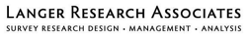 LANGER RESEARCH ASSOCIATES
SURVEY RESEARCH DESIGN • MANAGEMENT • ANALYSIS